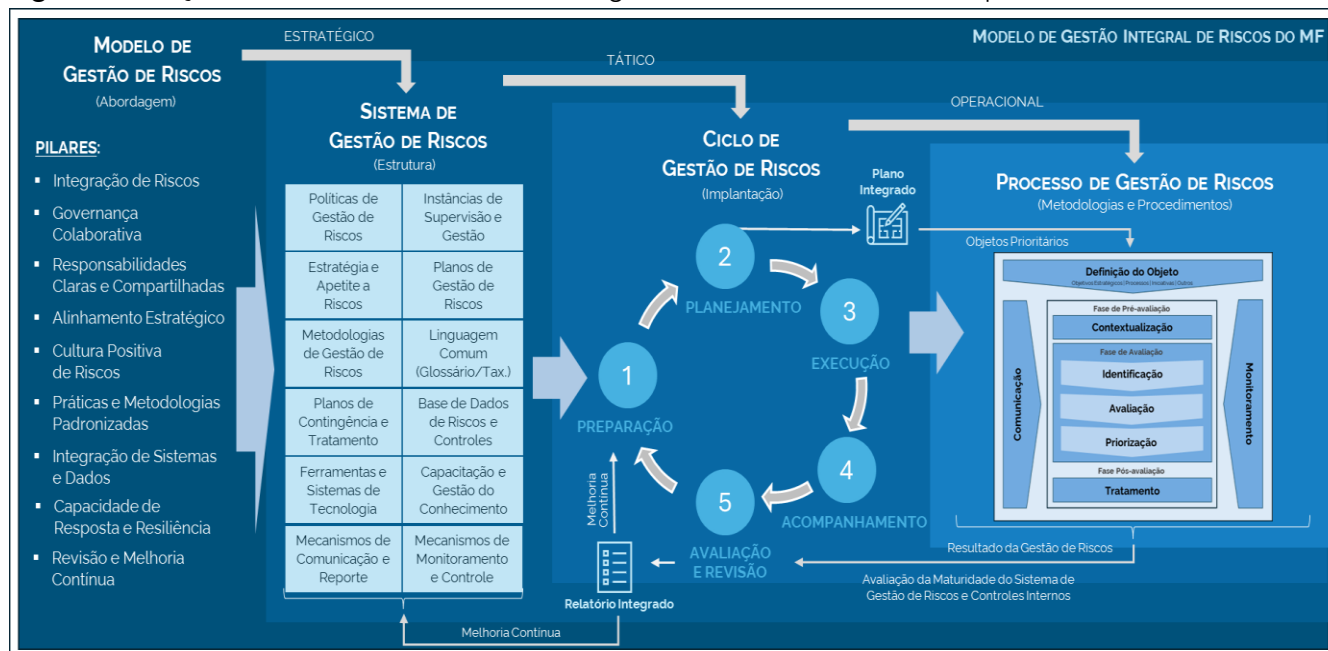 MODELO DE GESTÃO INTEGRAL DE RISCOS DO MF
MODELO DE
GESTÃO DE RISCOS
(Abordagem)
PILARES:
▪ Integração de Riscos
▪ Governança
Colaborativa
▪ Responsabilidades
Claras e Compartilhadas
▪ Alinhamento Estratégico
▪ Cultura Positiva
de Riscos
▪ Práticas e Metodologias
Padronizadas
▪ Integração de Sistemas
e Dados
▪ Capacidade de
Resposta e Resiliência
▪ Revisão e Melhoria
Contínua
ESTRATÉGICO
SISTEMA DE
GESTÃO DE RISCOS
(Estrutura)
Políticas de
Gestão de
Riscos
Instâncias de
Supervisão e
Gestão
Estratégia e
Apetite a
Riscos
Planos de
Gestão de
Riscos
Metodologias
de Gestão de
Riscos
Linguagem
Comum
(Glossário/Tax.)
Planos de
Contingência e
Tratamento
Base de Dados
de Riscos e
Controles
Ferramentas e
Sistemas de
Tecnologia
Capacitação e
Gestão do
Conhecimento
Mecanismos de
Comunicação e
Reporte
Mecanismos de
Monitoramento
e Controle
Melhoria Contínua
TÁTICO
CICLO DE
GESTÃO DE RISCOS
(Implantação)
1
PREPARAÇÃO
2
PLANEJAMENTO
3
EXECUÇÃO
4
ACOMPANHAMENTO
5
AVALIAÇÃO
E REVISÃO
Plano
Integrado
Melhoria
Contínua
Relatório Integrado
OPERACIONAL
PROCESSO DE GESTÃO DE RISCOS
(Metodologias e Procedimentos)
Objetos Prioritários
Definição do Objeto
Objetivos Estratégicos | Processos | Iniciativas | Outros
Comunicação
Fase de Pré-avaliação
Contextualização
Fase de Avaliação
Identificação
Avaliação
Priorização
Fase Pós-avaliação
Tratamento
Monitoramento
Resultado da Gestão de Riscos
Avaliação da Maturidade do Sistema de
Gestão de Riscos e Controles Internos